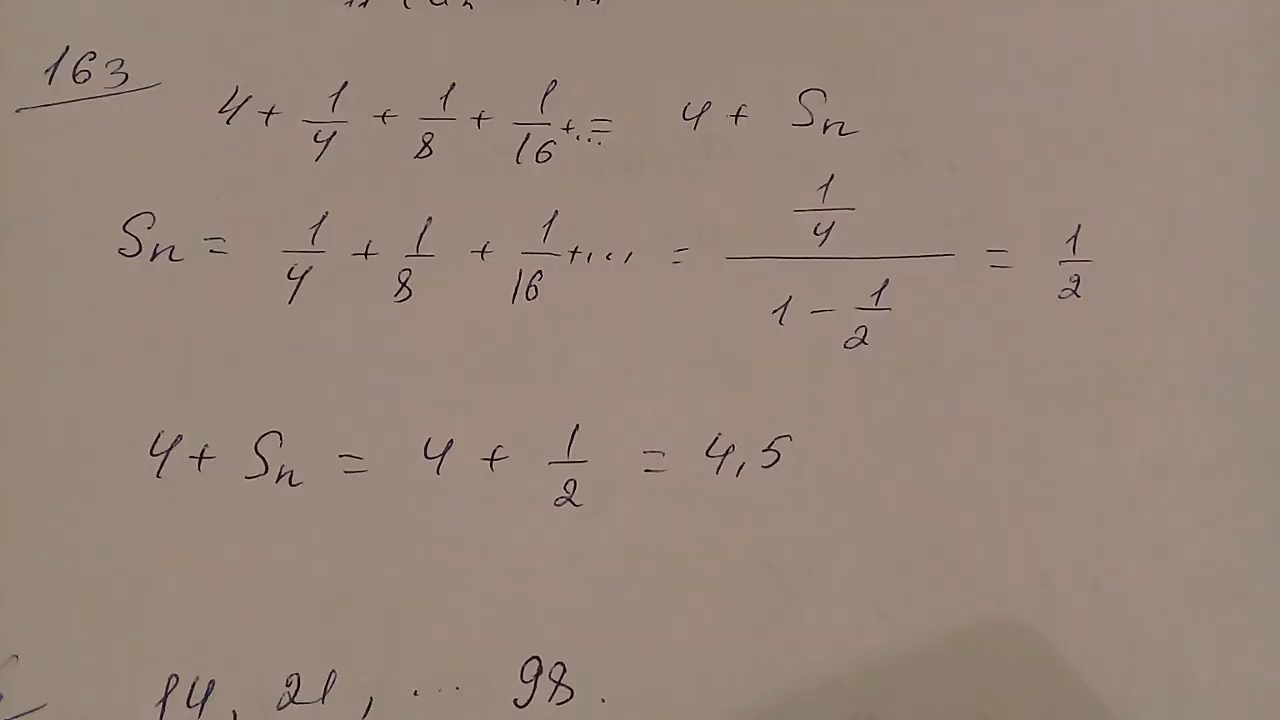 163
4 + 1/4 + 1/8 + 1/16 +... = 4 + Sn
Sn = 1/4 + 1/8 + 1/16 +... = (1/4)/(1 - 1/2) = 1/2
4 + Sn = 4 + 1/2 = 4,5
14, 21, ... 98.